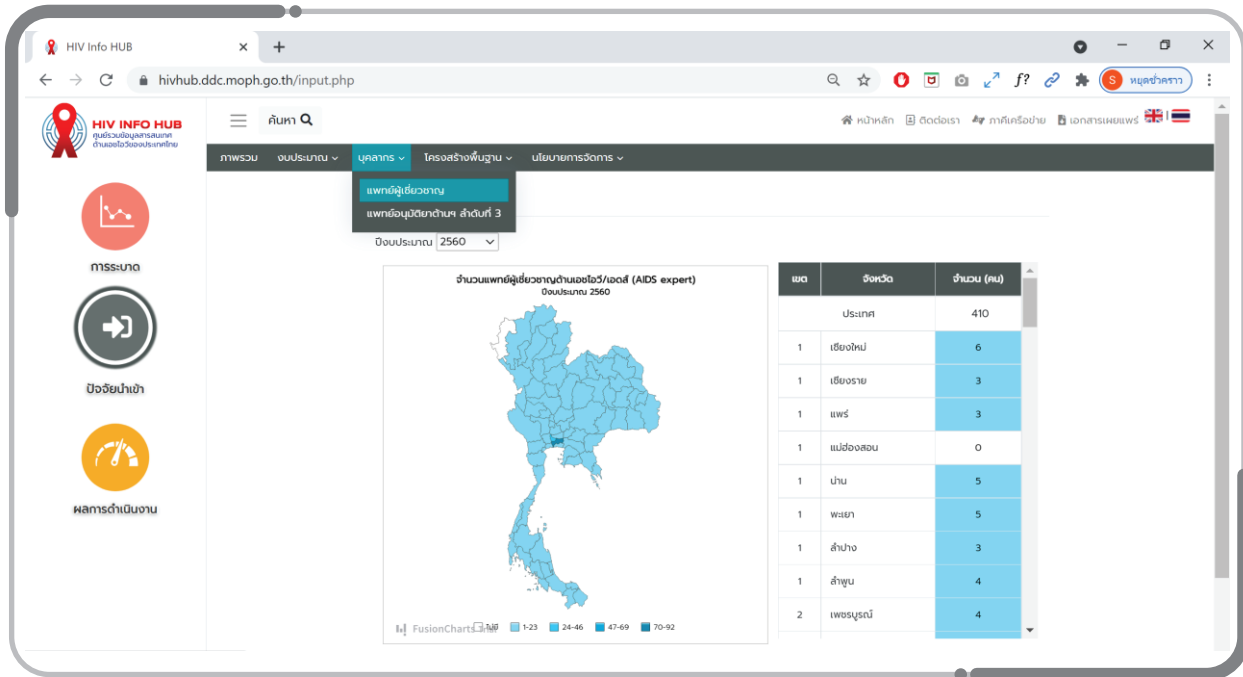 HIV Info HUB
hivhub.ddc.moph.go.th/input.php
f?
S หยุดชั่วคราว
HIV INFO HUB
ศูนย์รวมข้อมูลสารสนเทศ
ด้านเอชไอวีของประเทศไทย
ค้นหา
หน้าหลัก ติดต่อเรา ภาคีเครือข่าย เอกสารเผยแพร่
ภาพรวม งบประมาณ บุคลากร โครงสร้างพื้นฐาน นโยบายการจัดการ
แพทย์ผู้เชี่ยวชาญ
แพทย์อนุมัติยาต้านฯ ลำดับที่ 3
ปีงบประมาณ 2560
การระบาด
ปัจจัยนำเข้า
ผลการดำเนินงาน
จำนวนแพทย์ผู้เชี่ยวชาญด้านเอชไอวี/เอดส์ (AIDS expert)
ปีงบประมาณ 2560
FusionCharts
ไม่มี 1-23 24-46 47-69 70-92
เขต จังหวัด จำนวน (คน)
ประเทศ 410
1 เชียงใหม่ 6
1 เชียงราย 3
1 แพร่ 3
1 แม่ฮ่องสอน 0
1 น่าน 5
1 พะเยา 5
1 ลำปาง 3
1 ลำพูน 4
2 เพชรบูรณ์ 4